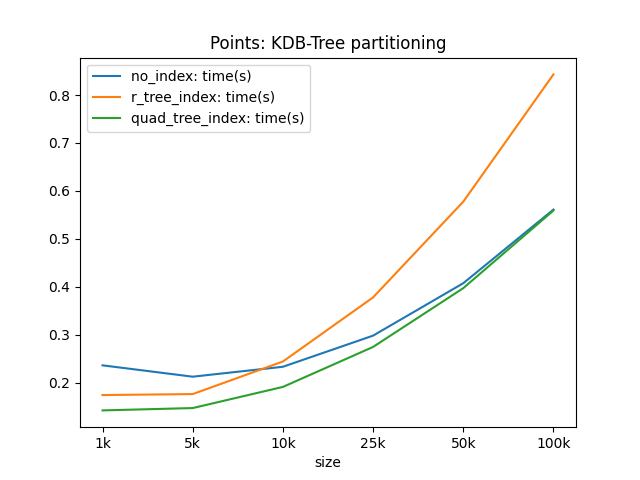 Points: KDB-Tree partitioning
no_index: time(s)
r_tree_index: time(s)
quad_tree_index: time(s)
0.8
0.7
0.6
0.5
0.4
0.3
0.2
1k 5k 10k 25k 50k 100k
size